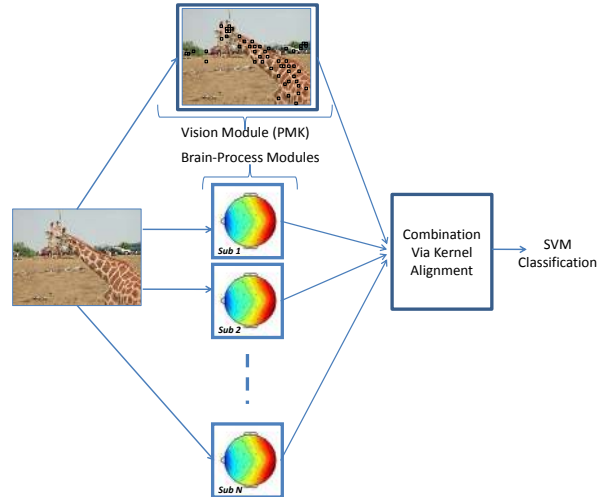 Vision Module (PMK)
Brain-Process Modules
Sub 1
Sub 2
Sub N
Combination
Via Kernel
Alignment
SVM
Classification